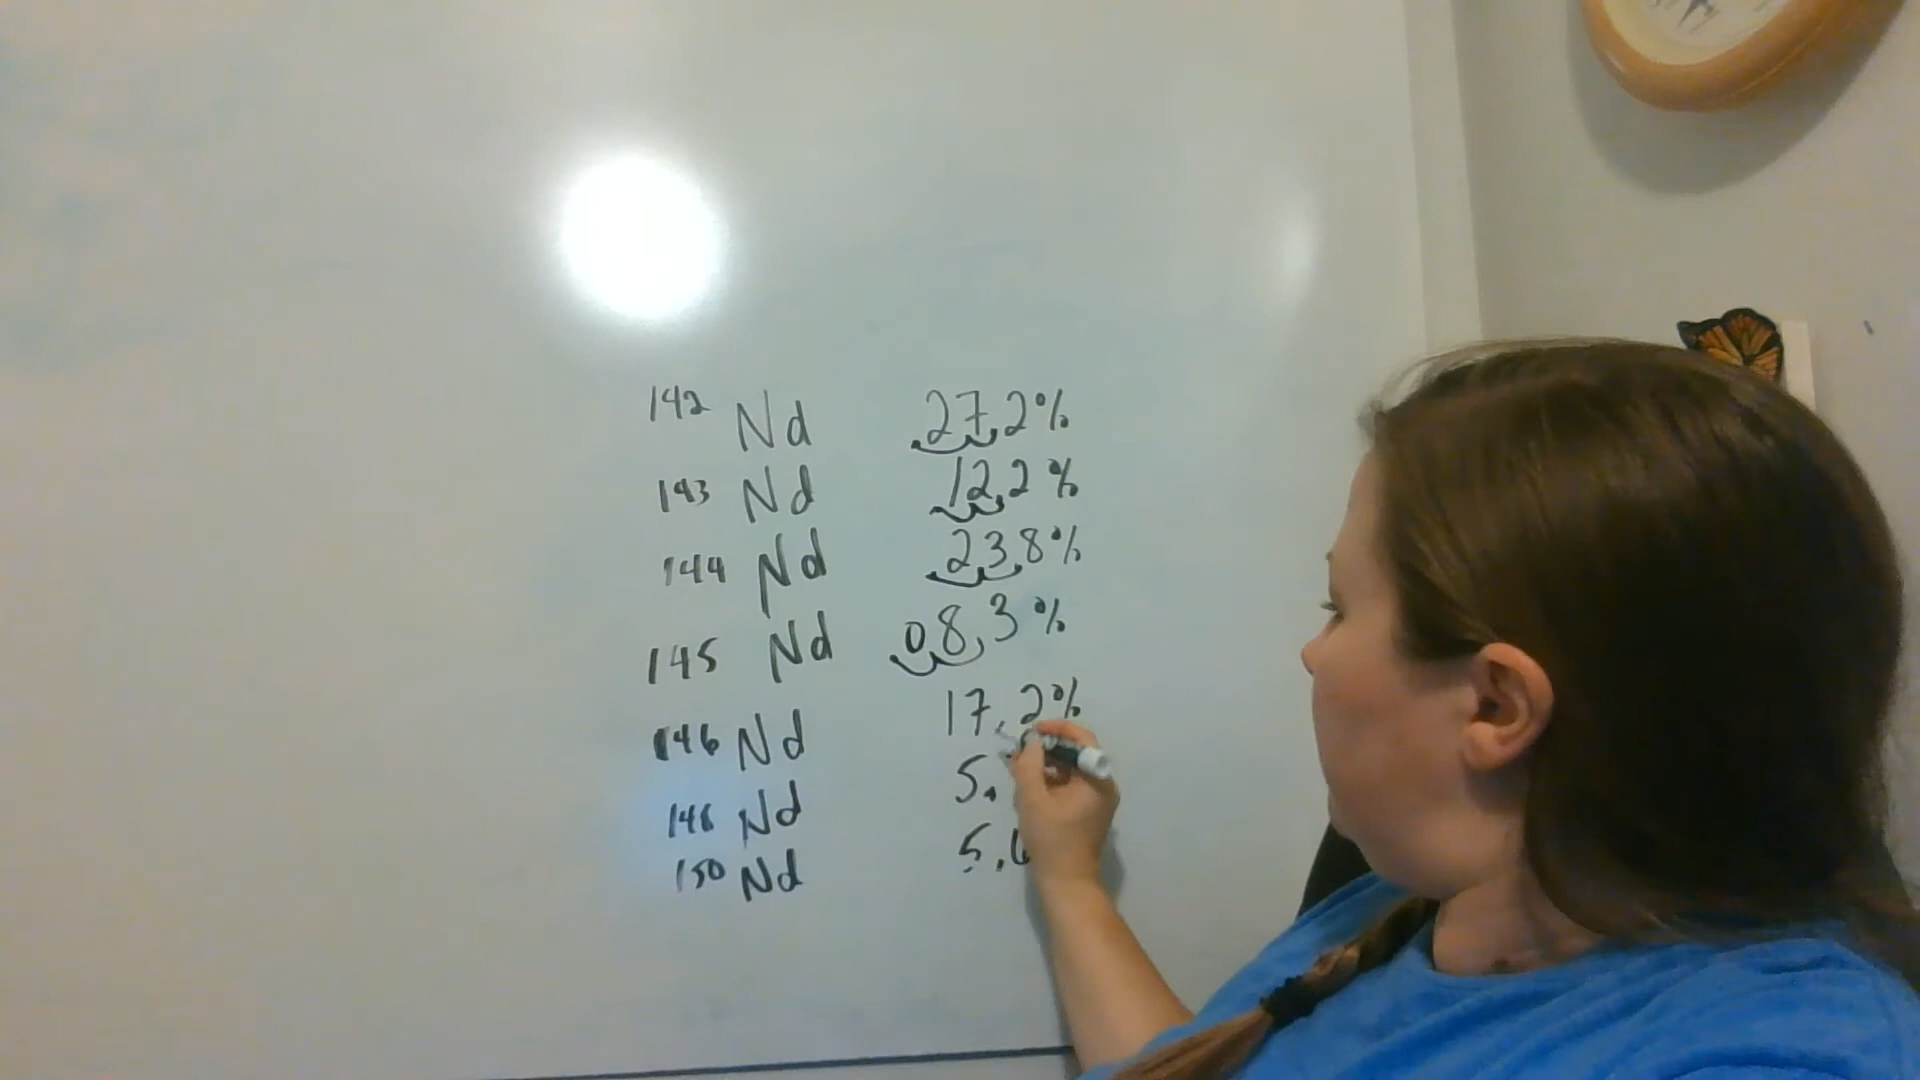 142 Nd 27.2%
143 Nd 12.2%
144 Nd 23.8%
145 Nd 08.3%
146 Nd 17.2%
148 Nd 5.
150 Nd 5.6